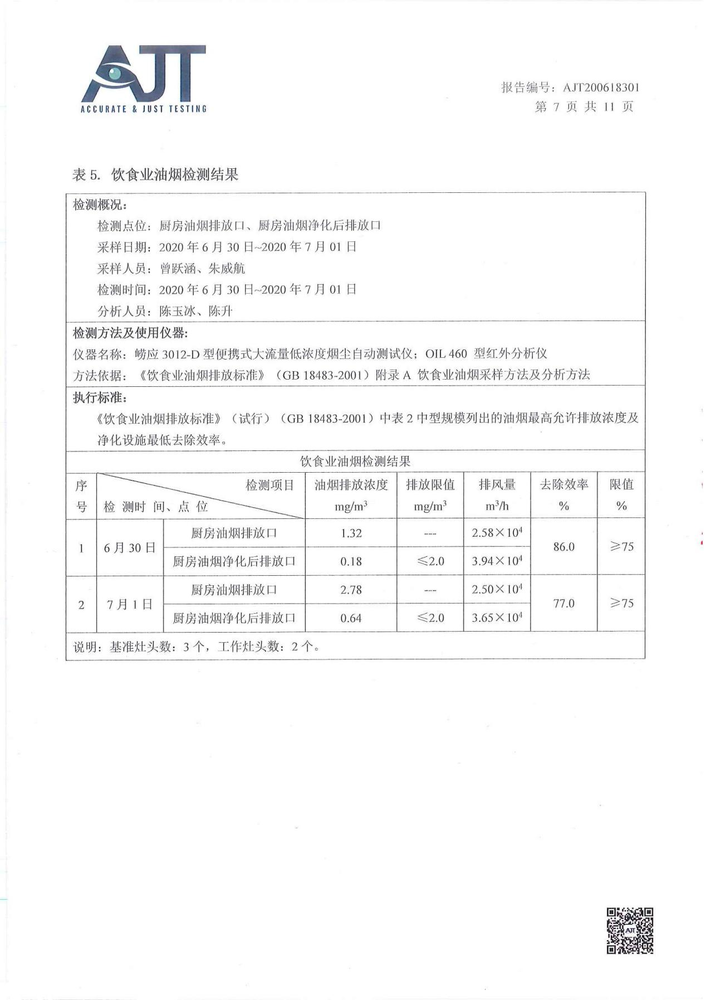 AJT
ACCURATE & JUST TESTING
报告编号：AJT200618301
第 7 页 共 11 页
表 5. 饮食业油烟检测结果
检测概况：
检测点位：厨房油烟排放口、厨房油烟净化后排放口
采样日期：2020 年 6 月 30 日~2020 年 7 月 01 日
采样人员：曾跃涵、朱威航
检测时间：2020 年 6 月 30 日~2020 年 7 月 01 日
分析人员：陈玉冰、陈升
检测方法及使用仪器:
仪器名称：崂应 3012-D 型便携式大流量低浓度烟尘自动测试仪；OIL 460 型红外分析仪
方法依据：《饮食业油烟排放标准》（GB 18483-2001）附录 A 饮食业油烟采样方法及分析方法
执行标准：
《饮食业油烟排放标准》（试行）（GB 18483-2001）中表 2 中型规模列出的油烟最高允许排放浓度及
净化设施最低去除效率。
饮食业油烟检测结果
序号 检测项目 检测时间、点位 油烟排放浓度 mg/m³ 排放限值 mg/m³ 排风量 m³/h 去除效率 % 限值 %
1 6 月 30 日 厨房油烟排放口 1.32 --- 2.58×10⁴ 86.0 ≥75
厨房油烟净化后排放口 0.18 ≤2.0 3.94×10⁴
2 7 月 1 日 厨房油烟排放口 2.78 --- 2.50×10⁴ 77.0 ≥75
厨房油烟净化后排放口 0.64 ≤2.0 3.65×10⁴
说明：基准灶头数：3 个，工作灶头数：2 个。
AJT